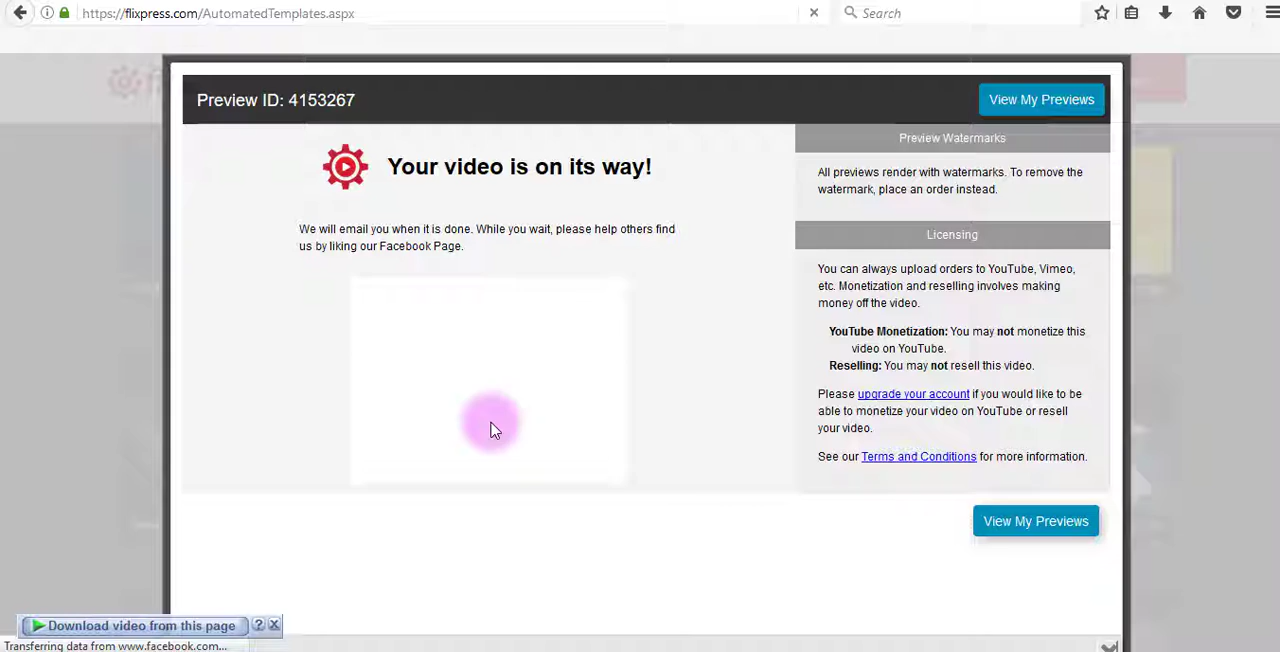 https://flixpress.com/AutomatedTemplates.aspx
Search
Preview ID: 4153267
View My Previews
Your video is on its way!
We will email you when it is done. While you wait, please help others find
us by liking our Facebook Page.
Preview Watermarks
All previews render with watermarks. To remove the
watermark, place an order instead.
Licensing
You can always upload orders to YouTube, Vimeo,
etc. Monetization and reselling involves making
money off the video.
YouTube Monetization: You may not monetize this
video on YouTube.
Reselling: You may not resell this video.
Please upgrade your account if you would like to be
able to monetize your video on YouTube or resell
your video.
See our Terms and Conditions for more information.
View My Previews
Download video from this page
?
Transferring data from www.facebook.com...